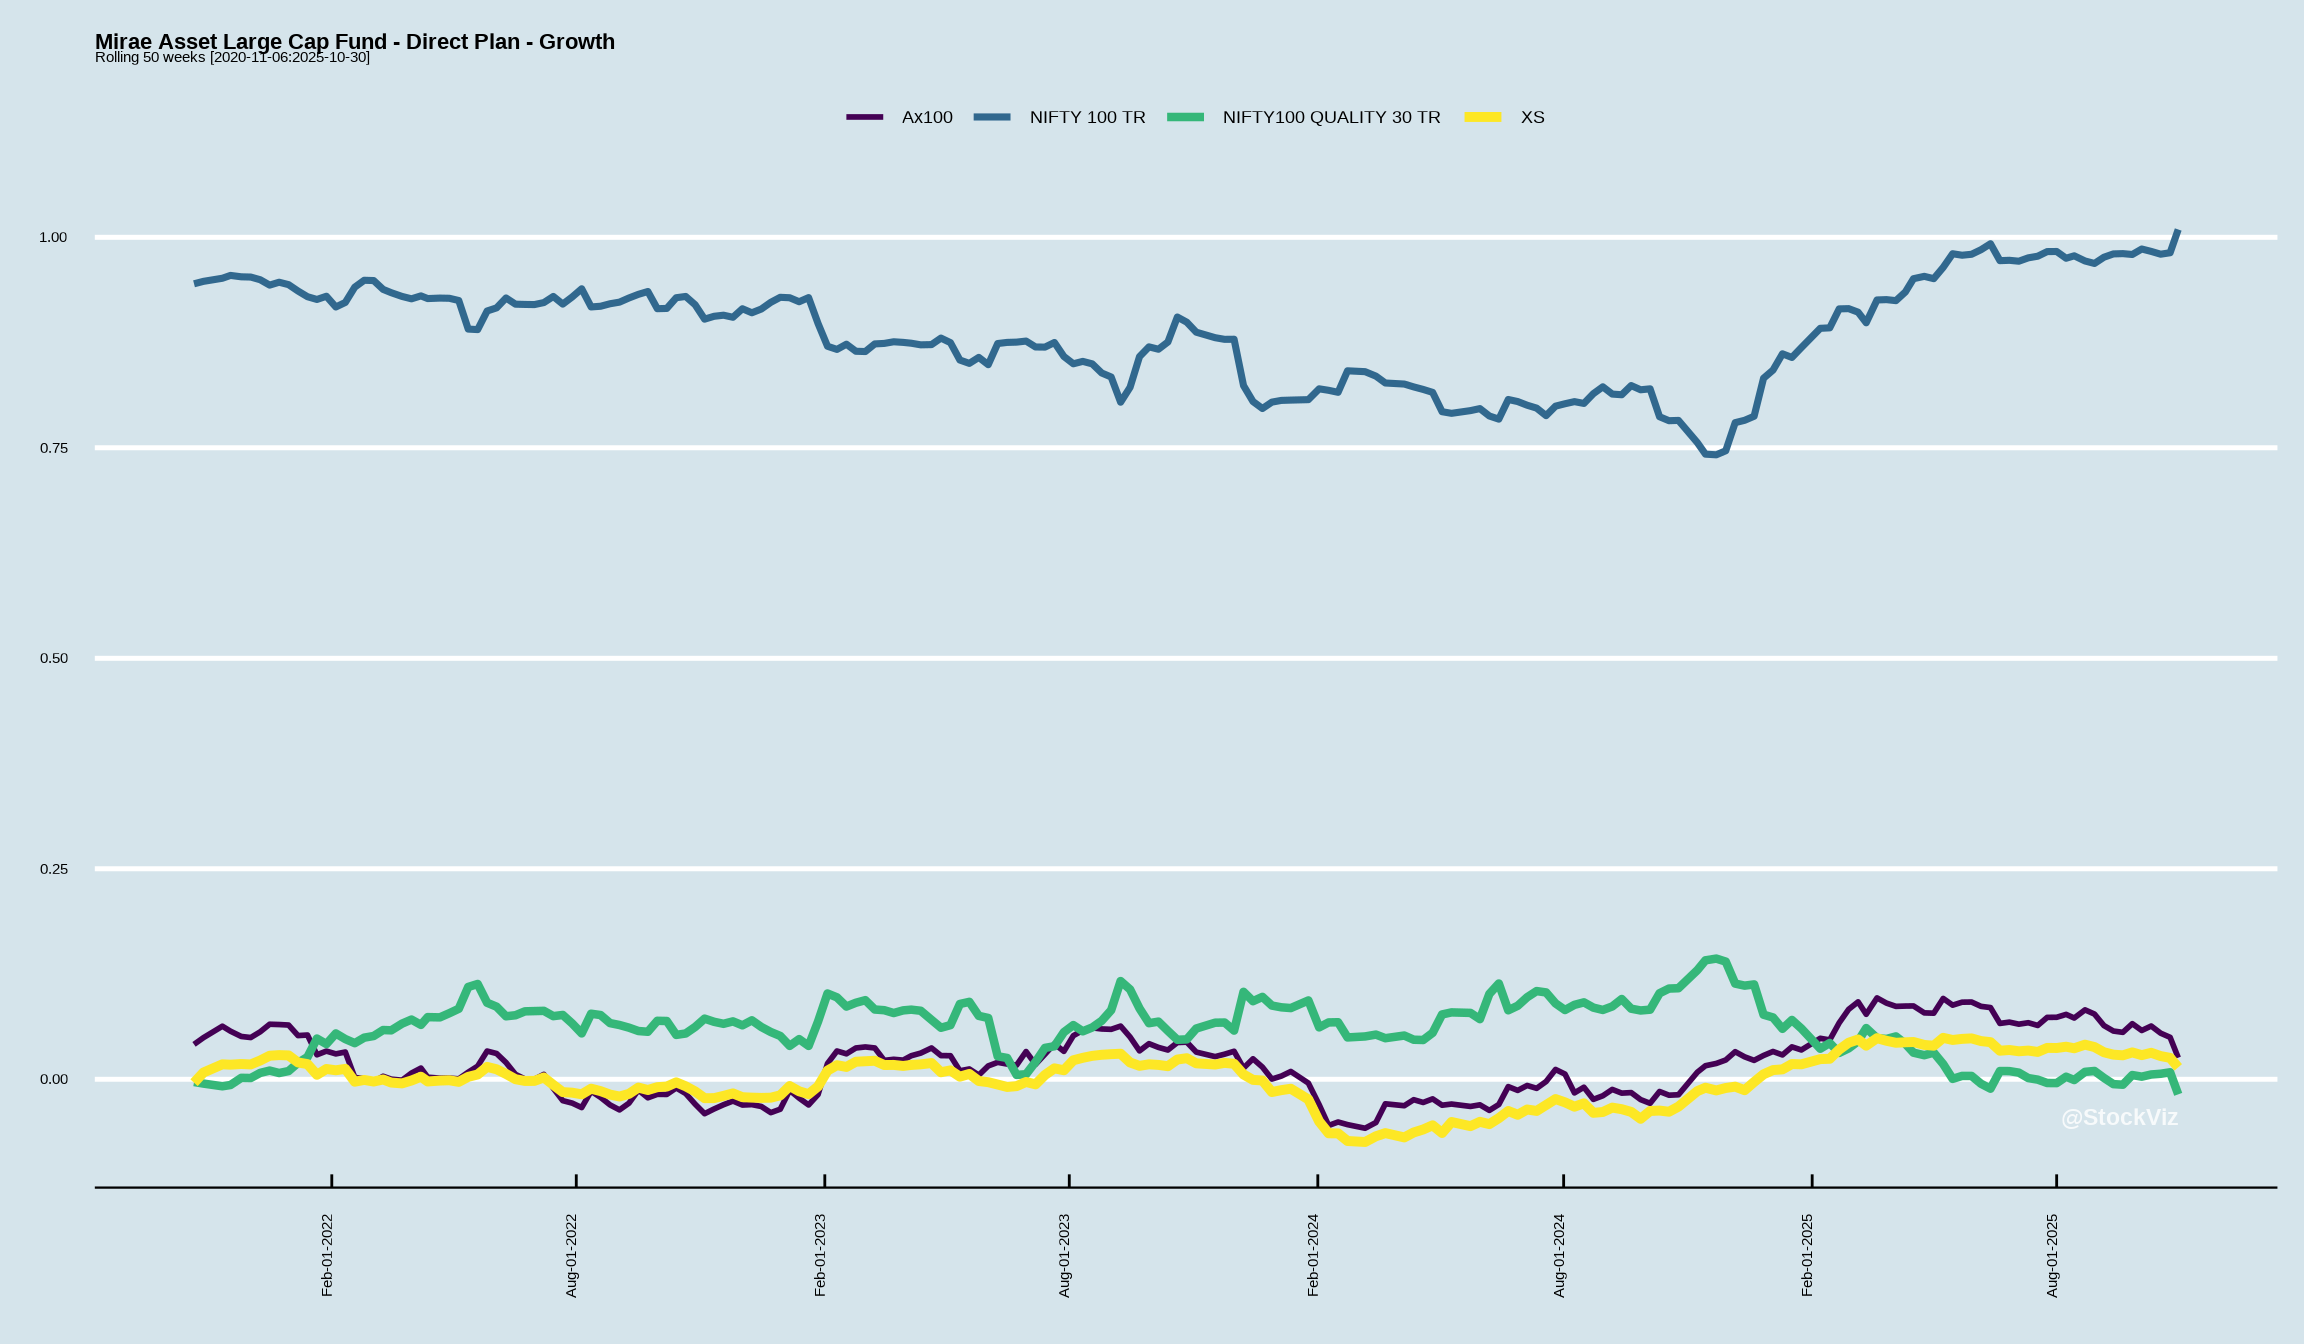 Mirae Asset Large Cap Fund - Direct Plan - Growth
Rolling 50 weeks [2020-11-06:2025-10-30]
Ax100 NIFTY 100 TR NIFTY100 QUALITY 30 TR XS
1.00
0.75
0.50
0.25
0.00
@StockViz
Feb-01-2022
Aug-01-2022
Feb-01-2023
Aug-01-2023
Feb-01-2024
Aug-01-2024
Feb-01-2025
Aug-01-2025